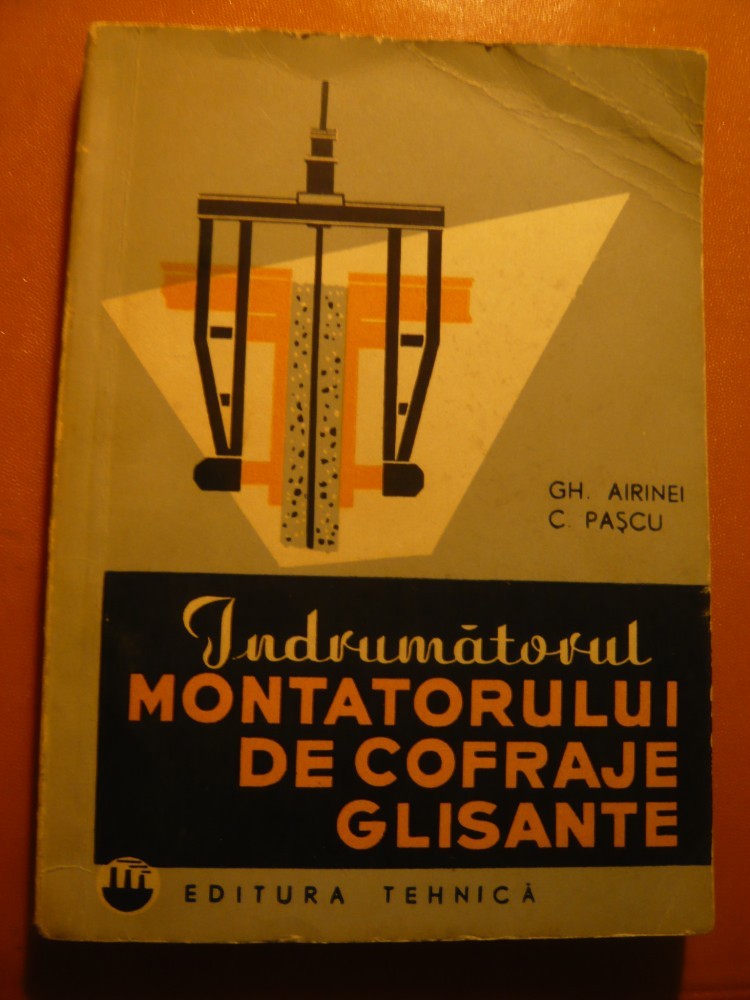 GH. AIRINEI
C. PAŞCU
Indrumătorul
MONTATORULUI
DE COFRAJE
GLISANTE
EDITURA TEHNICĂ